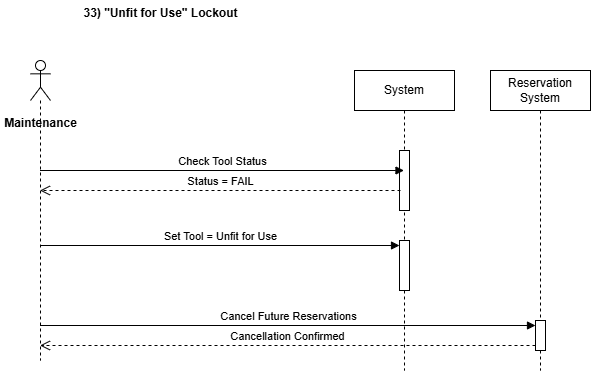 33) "Unfit for Use" Lockout
System
Reservation
System
Maintenance
Check Tool Status
Status = FAIL
Set Tool = Unfit for Use
Cancel Future Reservations
Cancellation Confirmed